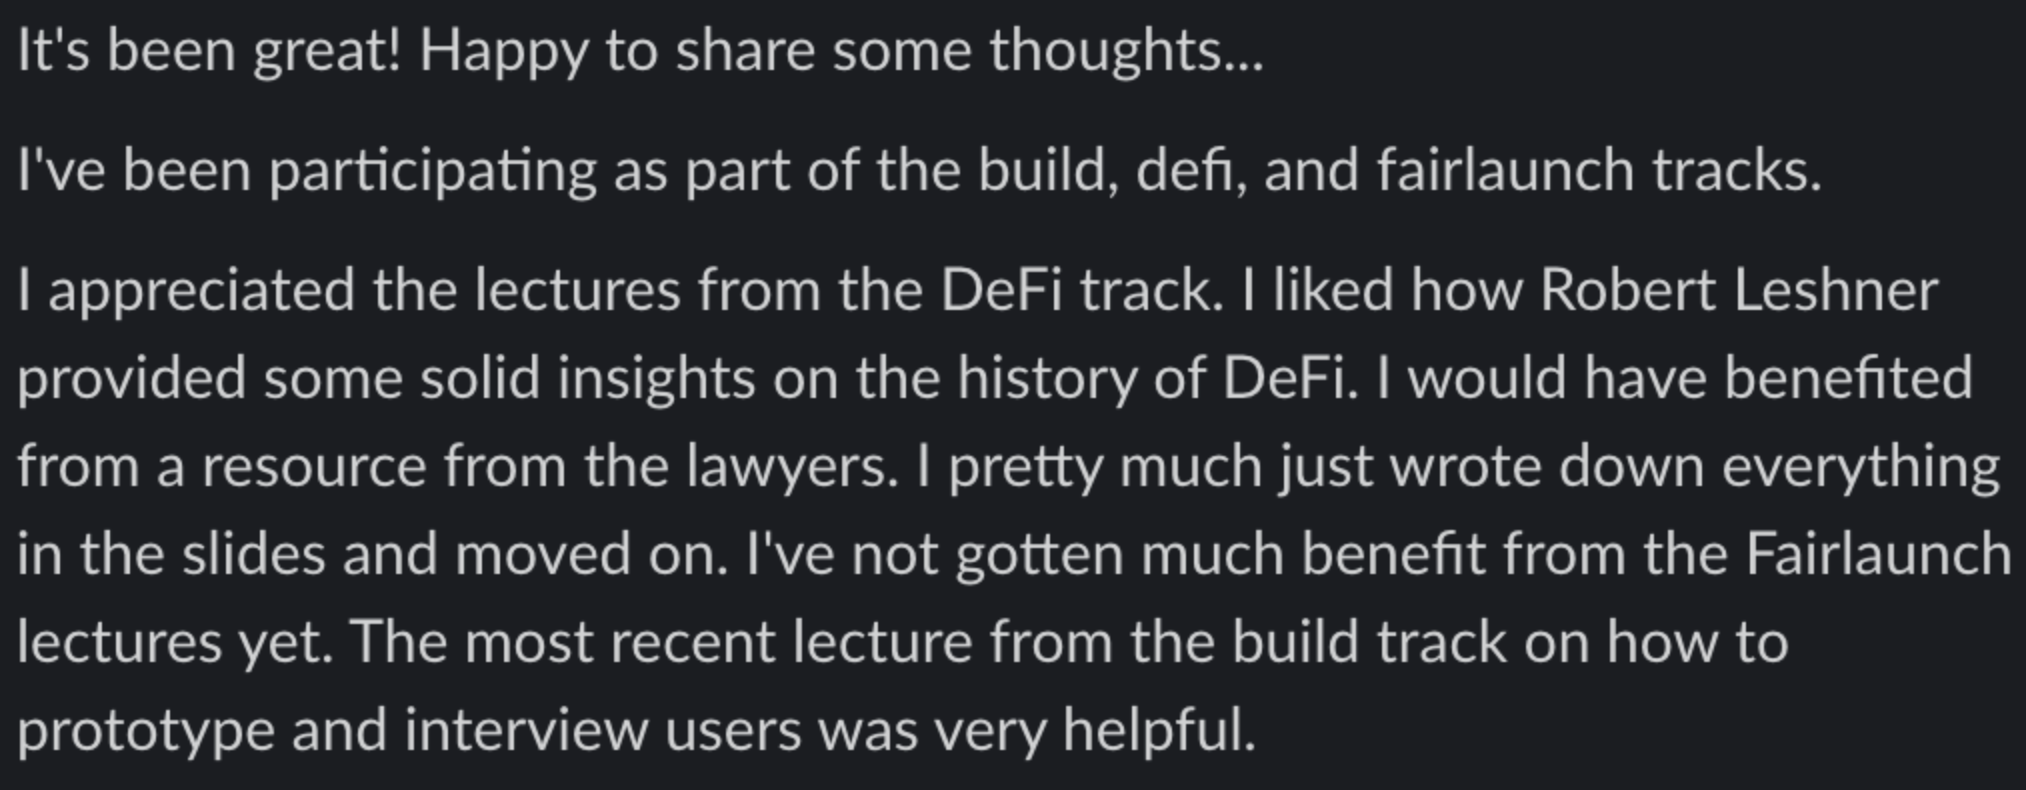 It's been great! Happy to share some thoughts...
I've been participating as part of the build, defi, and fairlaunch tracks.
I appreciated the lectures from the DeFi track. I liked how Robert Leshner
provided some solid insights on the history of DeFi. I would have benefited
from a resource from the lawyers. I pretty much just wrote down everything
in the slides and moved on. I've not gotten much benefit from the Fairlaunch
lectures yet. The most recent lecture from the build track on how to
prototype and interview users was very helpful.